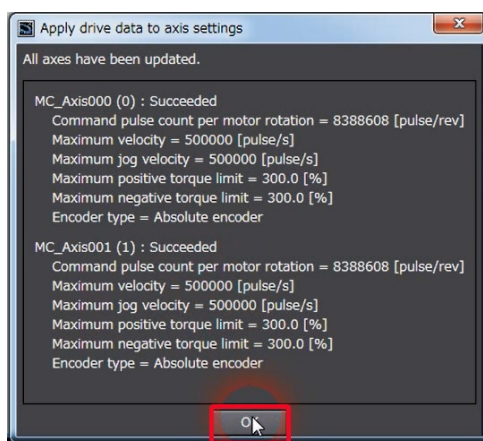 Apply drive data to axis settings
All axes have been updated.
MC_Axis000 (0) : Succeeded
Command pulse count per motor rotation = 8388608 [pulse/rev]
Maximum velocity = 500000 [pulse/s]
Maximum jog velocity = 500000 [pulse/s]
Maximum positive torque limit = 300.0 [%]
Maximum negative torque limit = 300.0 [%]
Encoder type = Absolute encoder
MC_Axis001 (1) : Succeeded
Command pulse count per motor rotation = 8388608 [pulse/rev]
Maximum velocity = 500000 [pulse/s]
Maximum jog velocity = 500000 [pulse/s]
Maximum positive torque limit = 300.0 [%]
Maximum negative torque limit = 300.0 [%]
Encoder type = Absolute encoder
OK